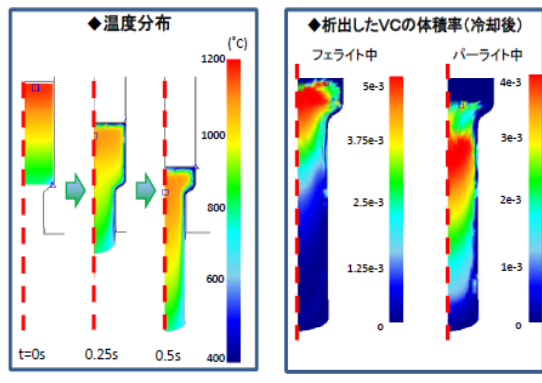 ◆温度分布
(℃)
1200
1000
800
600
400
t=0s
0.25s
0.5s
◆析出したVCの体積率(冷却後)
フェライト中
パーライト中
5e-3
3.75e-3
2.5e-3
1.25e-3
0
4e-3
3e-3
2e-3
1e-3
0